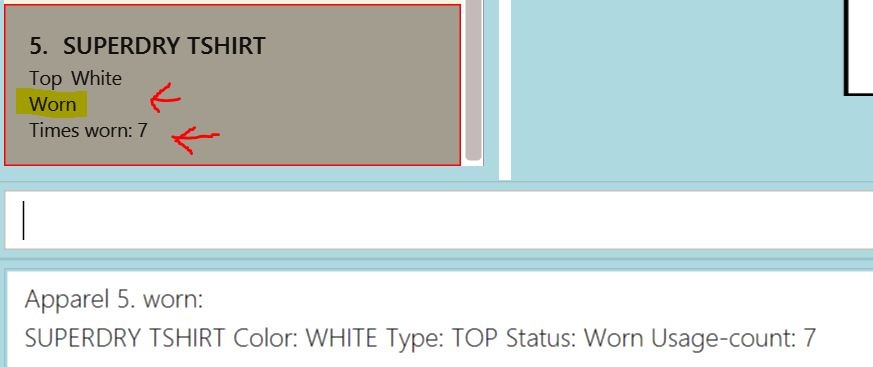 5. SUPERDRY TSHIRT
Top White
Worn
Times worn: 7
Apparel 5. worn:
SUPERDRY TSHIRT Color: WHITE Type: TOP Status: Worn Usage-count: 7